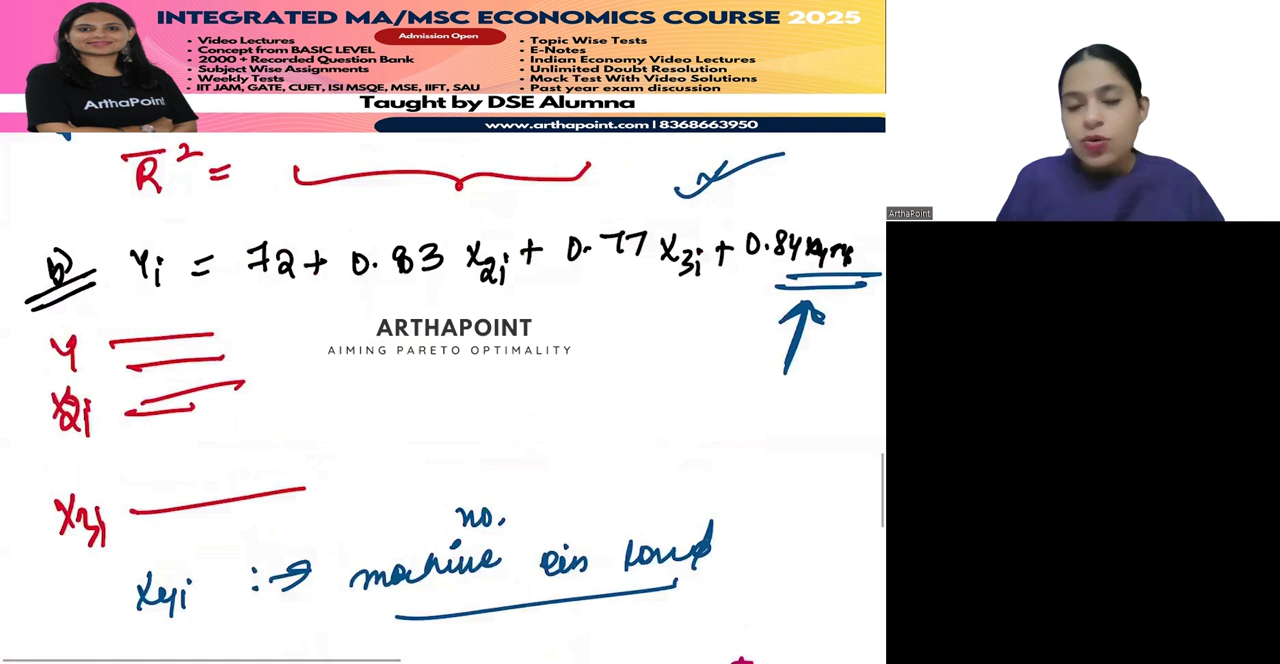 INTEGRATED MA/MSC ECONOMICS COURSE 2025
Admission Open
• Video Lectures
• Concept from BASIC LEVEL
• 2000 + Recorded Question Bank
• Subject Wise Assignments
• Weekly Tests
• IIT JAM, GATE, CUET, ISI MSQE, MSE, IIFT, SAU
• Topic Wise Tests
• E-Notes
• Indian Economy Video Lectures
• Unlimited Doubt Resolution
• Mock Test With Video Solutions
• Past year exam discussion
ArthaPoint
Taught by DSE Alumna
www.arthapoint.com | 8368663950
ArthaPoint
R̅² =
b) Yi = 72 + 0.83 X2i + 0.77 X3i + 0.84
ARTHAPOINT
AIMING PARETO OPTIMALITY
Y
X2i
X3i
no.
X4i :→ machine